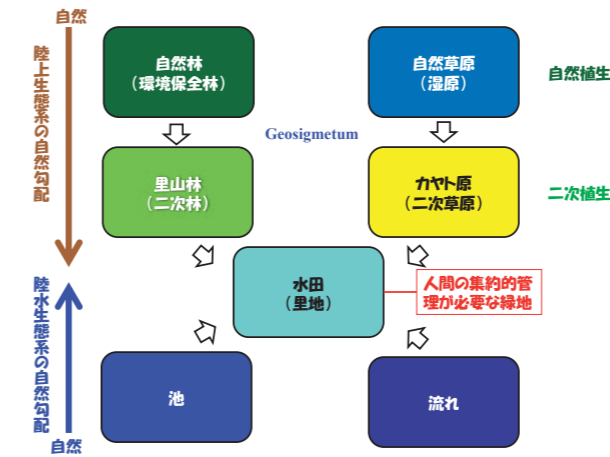 自然
陸上生態系の自然勾配
自然林
（環境保全林）
自然草原
（湿原）
自然植生
Geosigmetum
里山林
（二次林）
カヤト原
（二次草原）
二次植生
水田
（里地）
人間の集約的管
理が必要な緑地
陸水生態系の自然勾配
池
流れ
自然